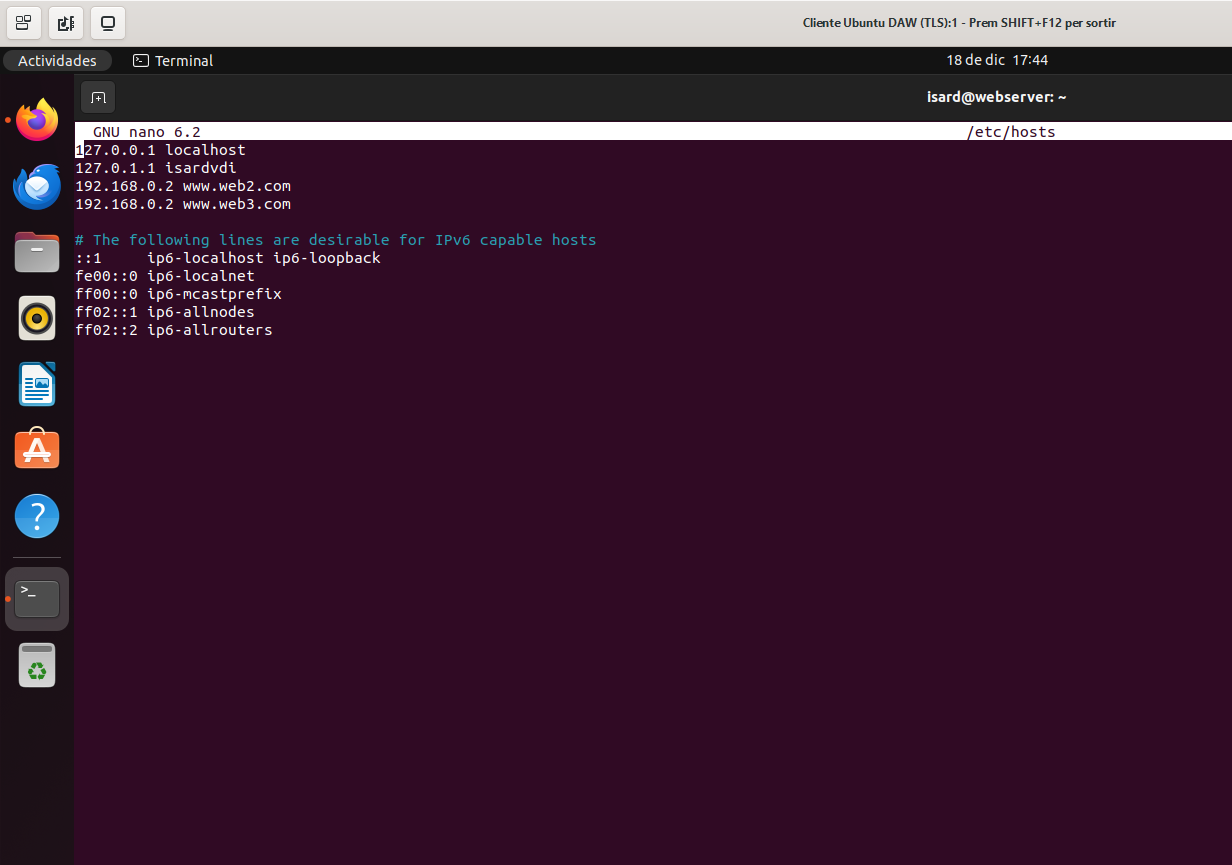 Cliente Ubuntu DAW (TLS):1 - Prem SHIFT+F12 per sortir
Actividades
Terminal
18 de dic 17:44
isard@webserver: ~
GNU nano 6.2 /etc/hosts
127.0.0.1 localhost
127.0.1.1 isardvdi
192.168.0.2 www.web2.com
192.168.0.2 www.web3.com
# The following lines are desirable for IPv6 capable hosts
::1     ip6-localhost ip6-loopback
fe00::0 ip6-localnet
ff00::0 ip6-mcastprefix
ff02::1 ip6-allnodes
ff02::2 ip6-allrouters